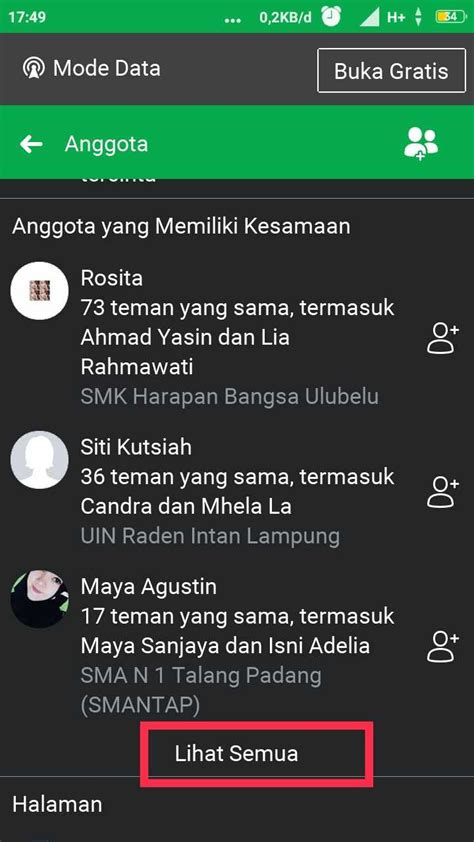 17:49 ... 0,2KB/d H+ 34
Mode Data Buka Gratis
Anggota
tercinta
Anggota yang Memiliki Kesamaan
Rosita
73 teman yang sama, termasuk
Ahmad Yasin dan Lia
Rahmawati
SMK Harapan Bangsa Ulubelu
Siti Kutsiah
36 teman yang sama, termasuk
Candra dan Mhela La
UIN Raden Intan Lampung
Maya Agustin
17 teman yang sama, termasuk
Maya Sanjaya dan Isni Adelia
SMA N 1 Talang Padang
(SMANTAP)
Lihat Semua
Halaman